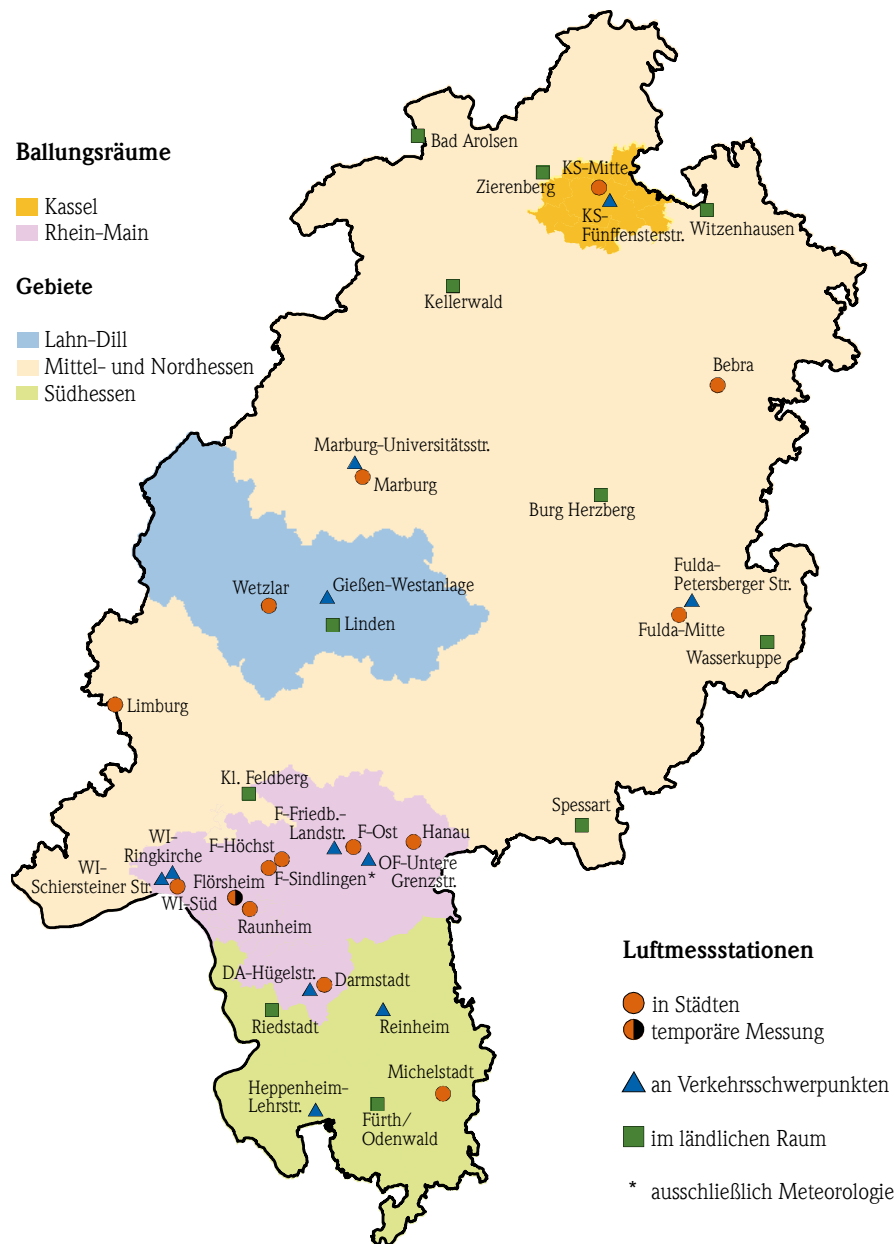 Ballungsräume
Kassel
Rhein-Main
Gebiete
Lahn-Dill
Mittel- und Nordhessen
Südhessen
Bad Arolsen
Zierenberg
KS-Mitte
KS-
Fünffensterstr.
Witzenhausen
Kellerwald
Bebra
Marburg-Universitätsstr.
Marburg
Burg Herzberg
Wetzlar
Gießen-Westanlage
Linden
Fulda-
Petersberger Str.
Fulda-Mitte
Wasserkuppe
Limburg
Kl. Feldberg
Spessart
F-Friedb.-
Landstr.
F-Ost
Hanau
WI-
Ringkirche
F-Höchst
WI-
Schiersteiner Str.
F-Sindlingen*
OF-Untere
Grenzstr.
Flörsheim
WI-Süd
Raunheim
DA-Hügelstr.
Darmstadt
Riedstadt
Reinheim
Michelstadt
Heppenheim-
Lehrstr.
Fürth/
Odenwald
Luftmessstationen
in Städten
temporäre Messung
an Verkehrsschwerpunkten
im ländlichen Raum
* ausschließlich Meteorologie